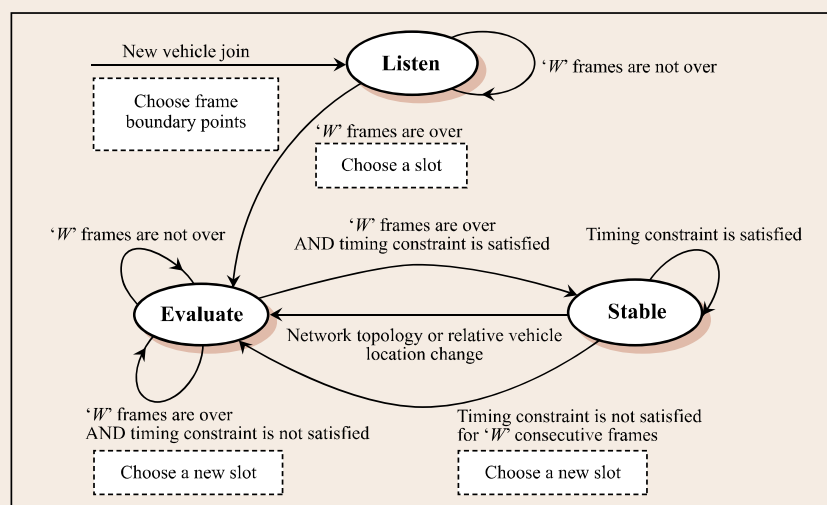 New vehicle join
Listen
‘W’ frames are not over
Choose frame
boundary points
‘W’ frames are over
Choose a slot
‘W’ frames are not over
‘W’ frames are over
AND timing constraint is satisfied
Timing constraint is satisfied
Evaluate
Stable
Network topology or relative vehicle
location change
‘W’ frames are over
AND timing constraint is not satisfied
Choose a new slot
Timing constraint is not satisfied
for ‘W’ consecutive frames
Choose a new slot